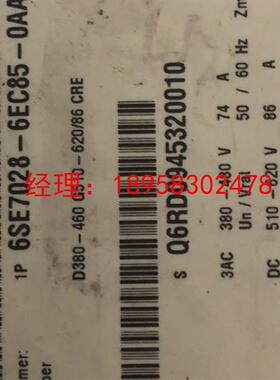 1P 6SE7028-6EC85-0AA
D380-460
-620/86 CRE
S Q6RD
45320010
3AC 380- V 74 A
Un / V
50 / 60 Hz
DC 510- V 86 A
经理：18958302478